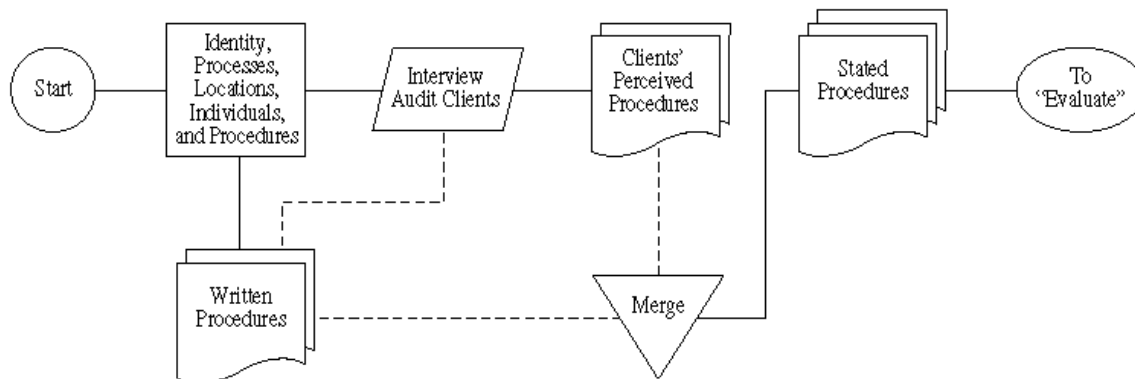 Start
Identity,
Processes,
Locations,
Individuals,
and Procedures
Interview
Audit Clients
Clients’
Perceived
Procedures
Stated
Procedures
To
“Evaluate”
Written
Procedures
Merge